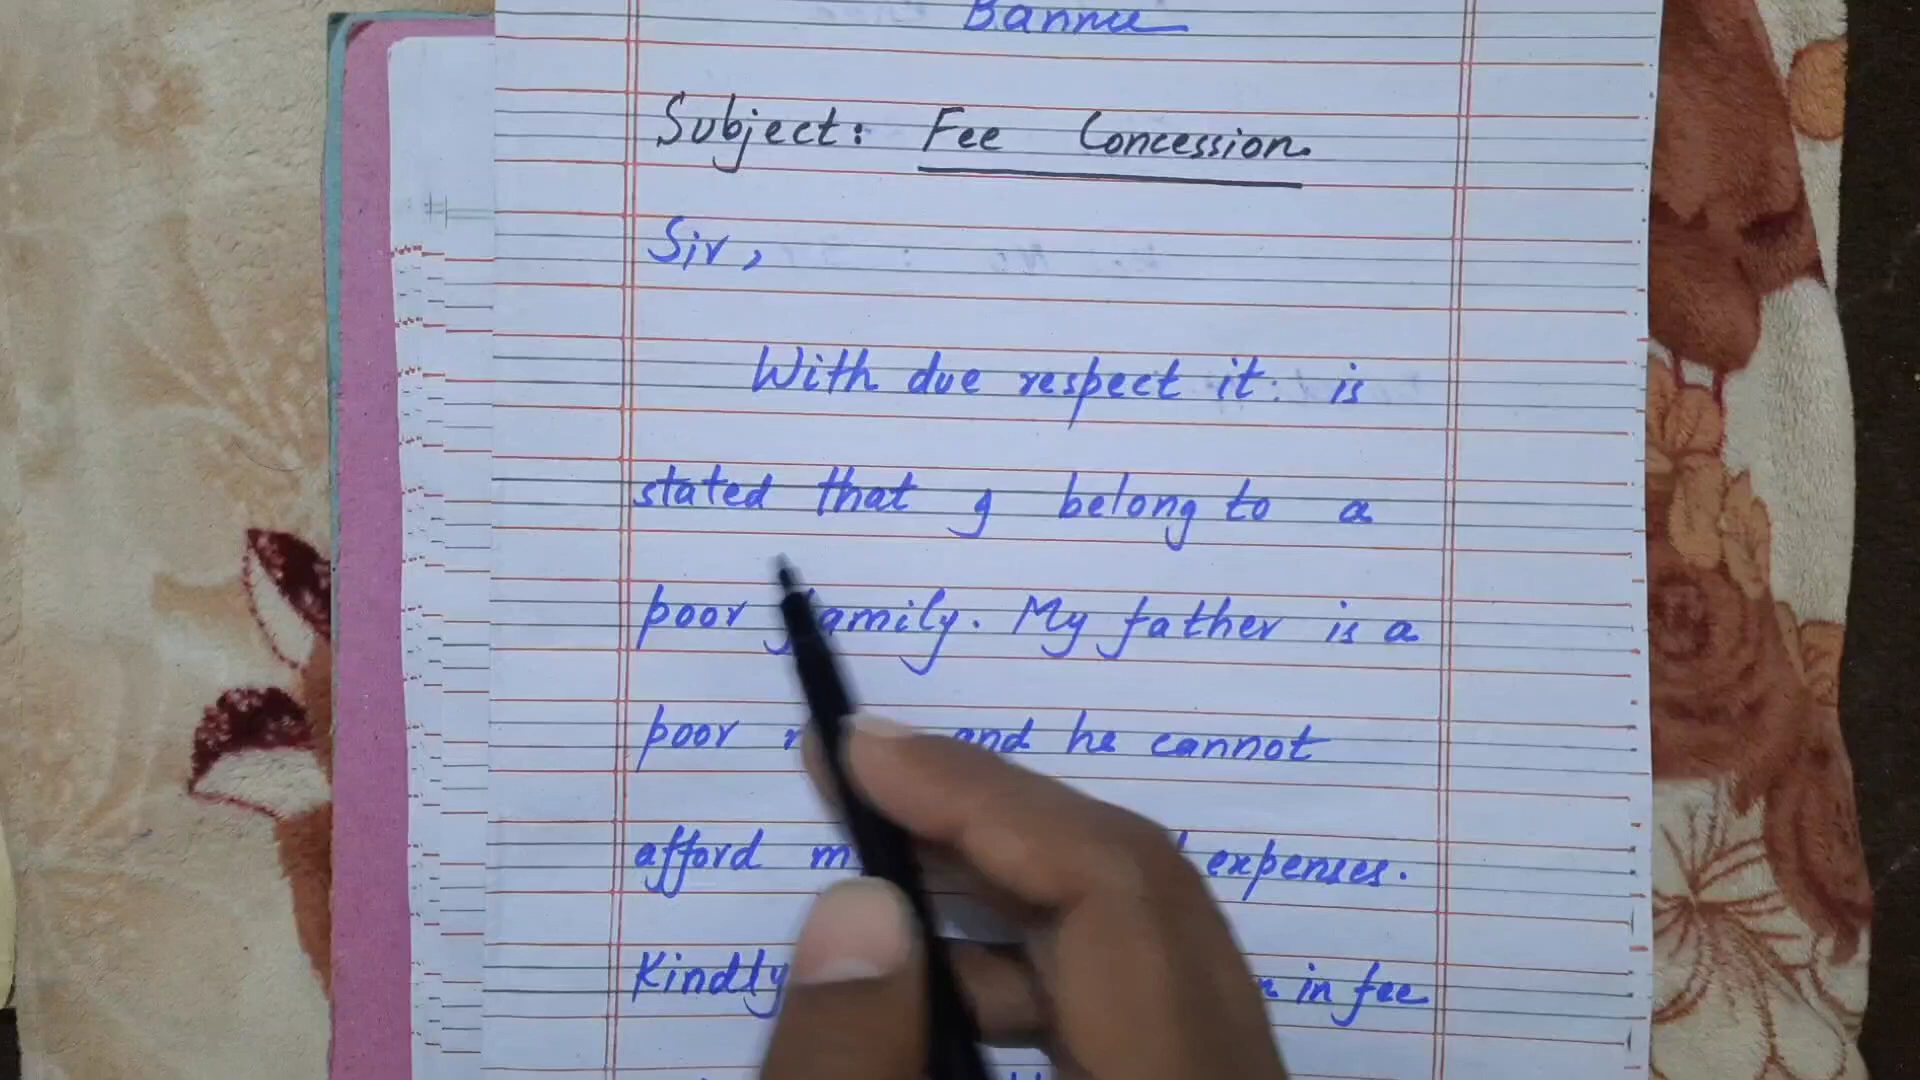 Bannu
Subject: Fee Concession
Sir,
With due respect it is
stated that I belong to a
poor family. My father is a
poor and he cannot
afford expenses.
Kindly in fee